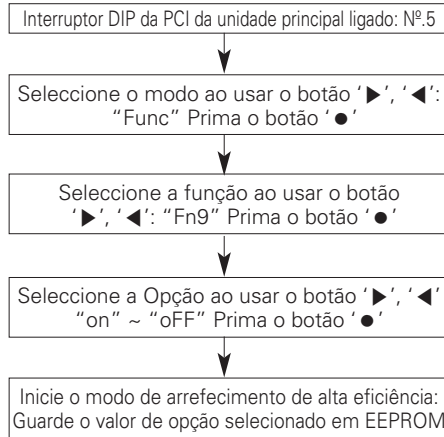 Interruptor DIP da PCI da unidade principal ligado: Nº.5
Seleccione o modo ao usar o botão ‘▶’, ‘◀’:
“Func” Prima o botão ‘●’
Seleccione a função ao usar o botão
‘▶’, ‘◀’: “Fn9” Prima o botão ‘●’
Seleccione a Opção ao usar o botão ‘▶’, ‘◀’
“on” ~ “oFF” Prima o botão ‘●’
Inicie o modo de arrefecimento de alta eficiência:
Guarde o valor de opção selecionado em EEPROM